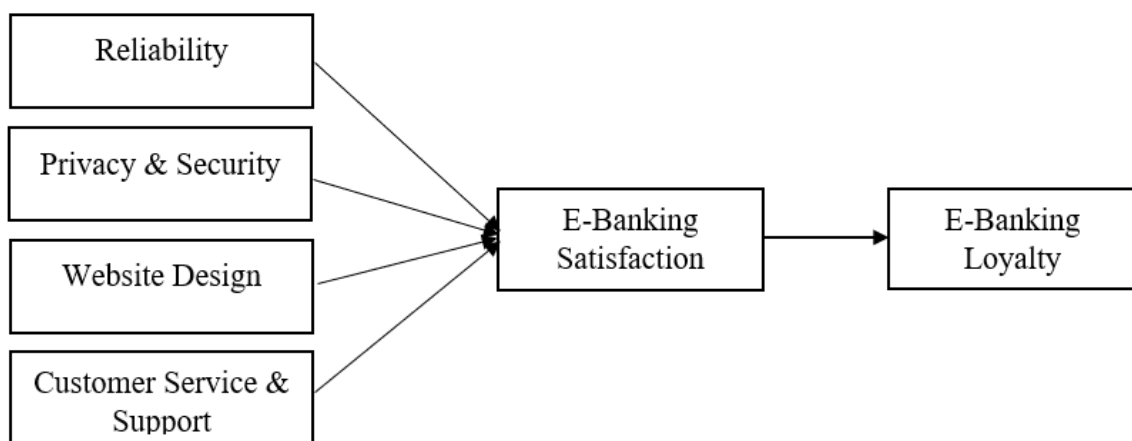 Reliability
Privacy & Security
Website Design
Customer Service &
Support
E-Banking
Satisfaction
E-Banking
Loyalty